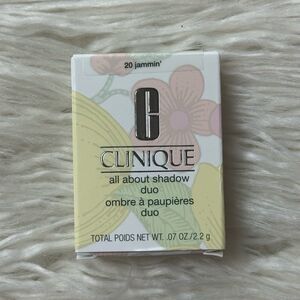 20 jammin'
C
CLINIQUE
all about shadow
duo
ombre à paupières
duo
TOTAL POIDS NET WT. .07 OZ./2.2 g